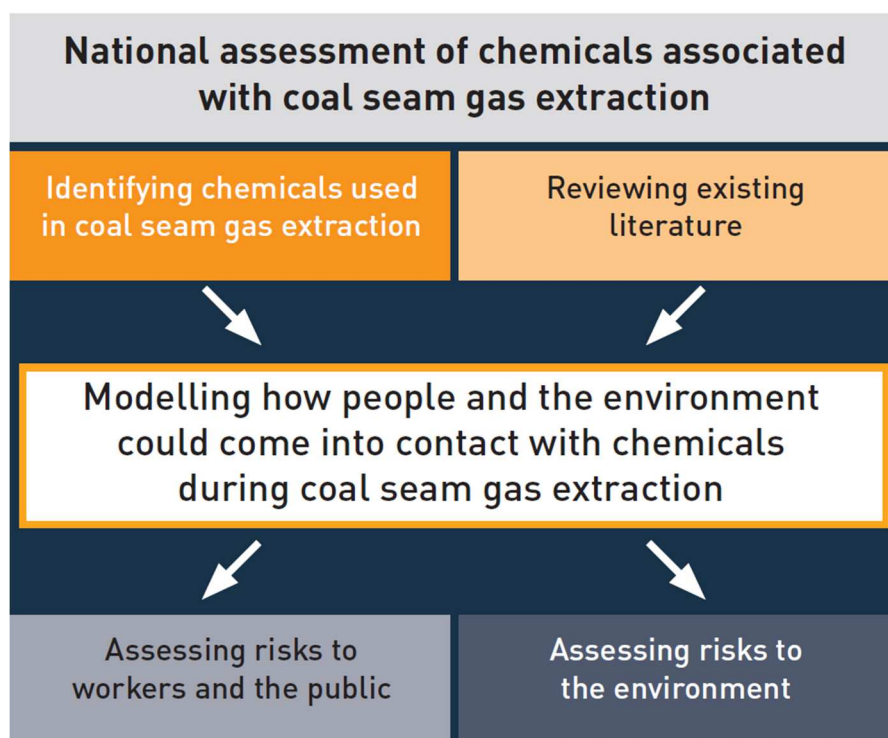 National assessment of chemicals associated
with coal seam gas extraction
Identifying chemicals used
in coal seam gas extraction
Reviewing existing
literature
Modelling how people and the environment
could come into contact with chemicals
during coal seam gas extraction
Assessing risks to
workers and the public
Assessing risks to
the environment